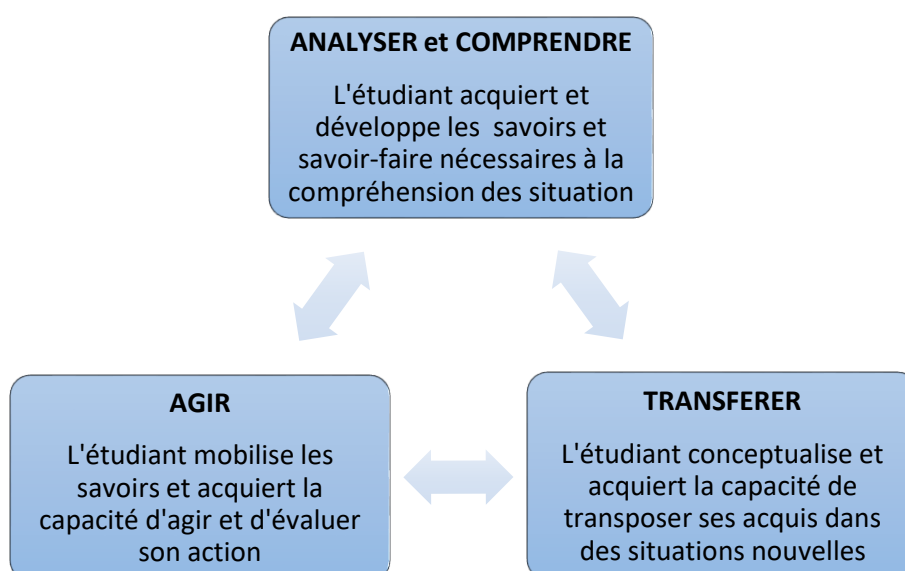 ANALYSER et COMPRENDRE
L'étudiant acquiert et
développe les  savoirs et
savoir-faire nécessaires à la
compréhension des situation
AGIR
L'étudiant mobilise les
savoirs et acquiert la
capacité d'agir et d'évaluer
son action
TRANSFERER
L'étudiant conceptualise et
acquiert la capacité de
transposer ses acquis dans
des situations nouvelles